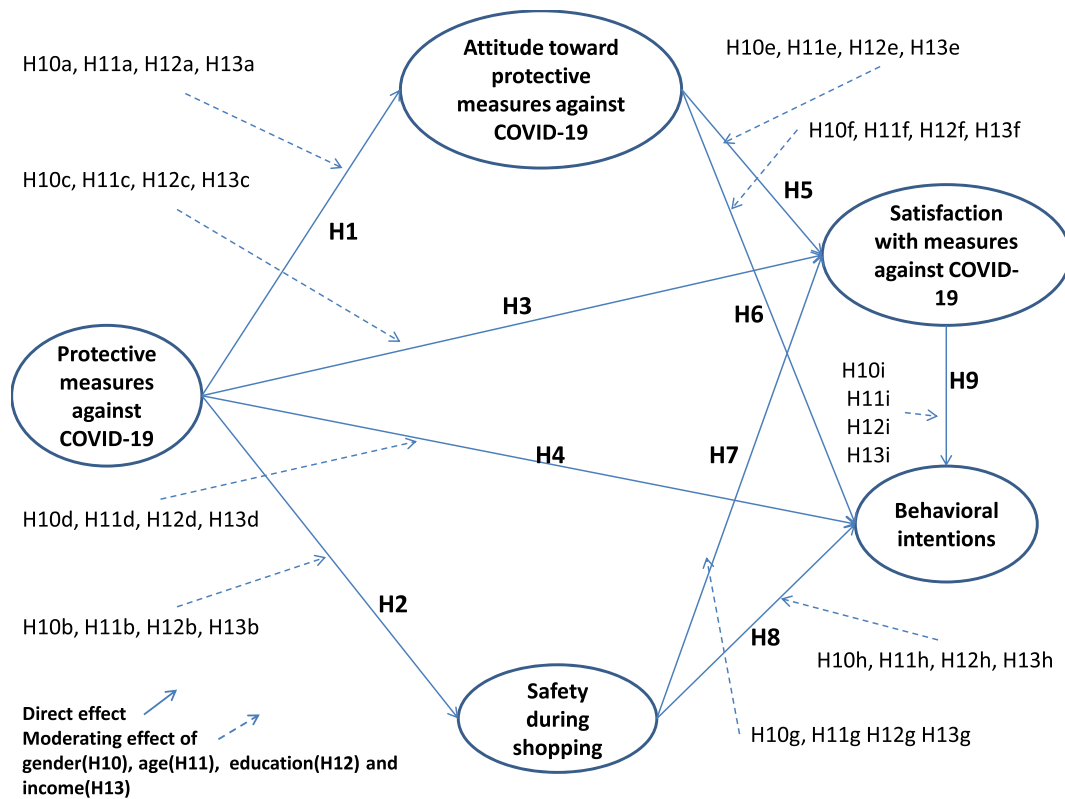 Attitude toward
protective
measures against
COVID-19
H10a, H11a, H12a, H13a
H10e, H11e, H12e, H13e
H10f, H11f, H12f, H13f
H10c, H11c, H12c, H13c
H5
H1
Satisfaction
with measures
against COVID-
19
H3
H6
Protective
measures
against
COVID-19
H10i
H11i
H12i
H13i
H9
H4
H7
H10d, H11d, H12d, H13d
Behavioral
intentions
H2
H10b, H11b, H12b, H13b
H8
H10h, H11h, H12h, H13h
Safety
during
shopping
H10g, H11g H12g H13g
Direct effect
Moderating effect of
gender(H10), age(H11), education(H12) and
income(H13)